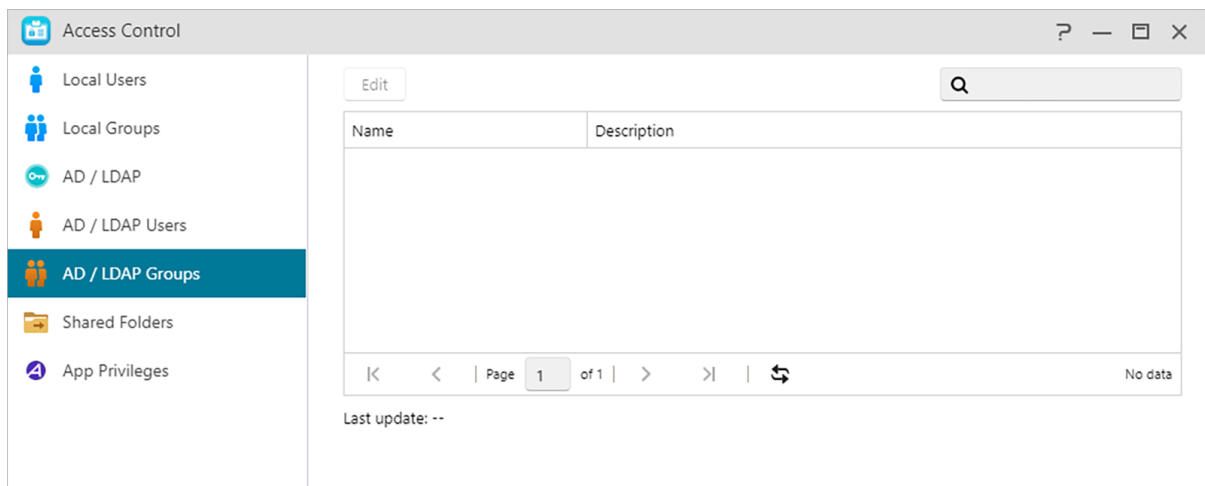 Access Control
Local Users
Local Groups
AD / LDAP
AD / LDAP Users
AD / LDAP Groups
Shared Folders
App Privileges
Edit
Name Description
Page 1 of 1 No data
Last update: --